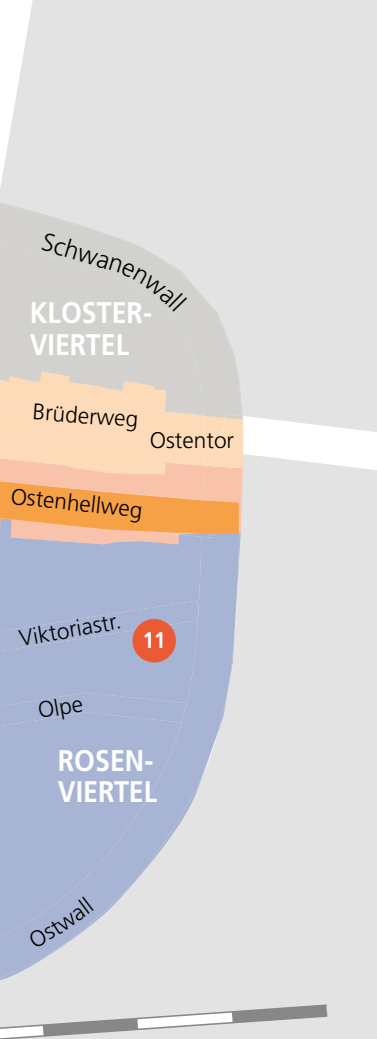 Schwanenwall
KLOSTER-
VIERTEL
Brüderweg
Ostentor
Ostenhellweg
Viktoriastr.
11
Olpe
ROSEN-
VIERTEL
Ostwall